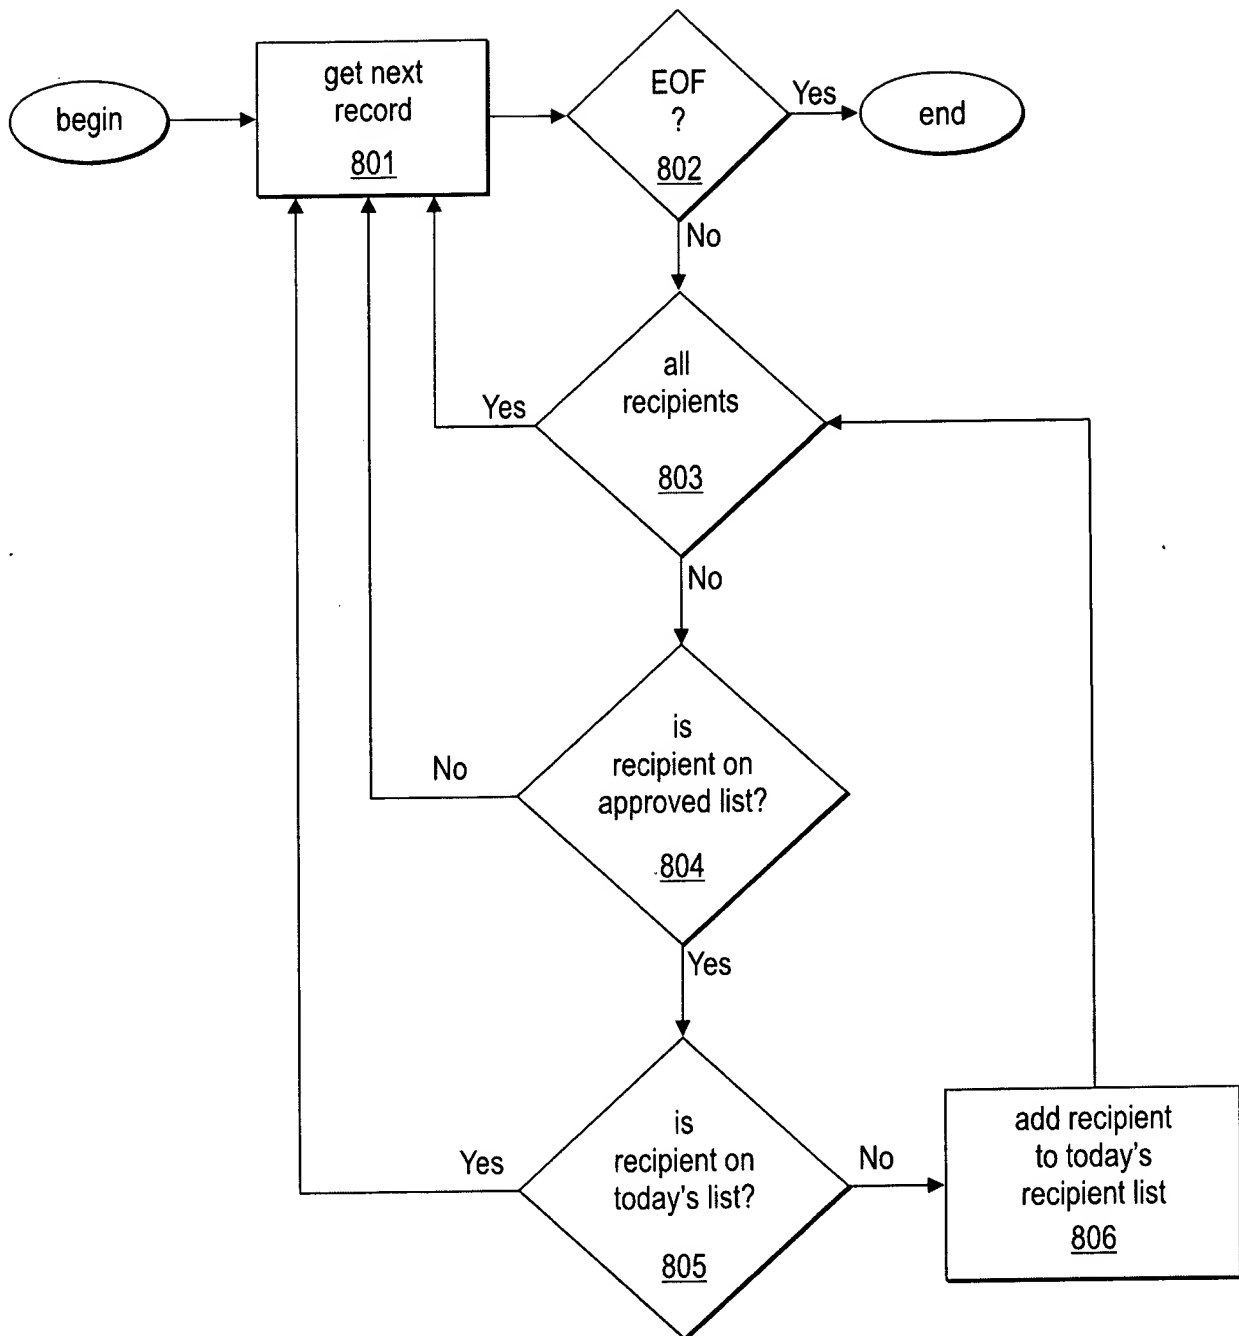 begin
get next
record
801
EOF
?
802
Yes
end
No
all
recipients
803
Yes
No
is
recipient on
approved list?
804
No
Yes
is
recipient on
today's list?
805
Yes
No
add recipient
to today's
recipient list
806